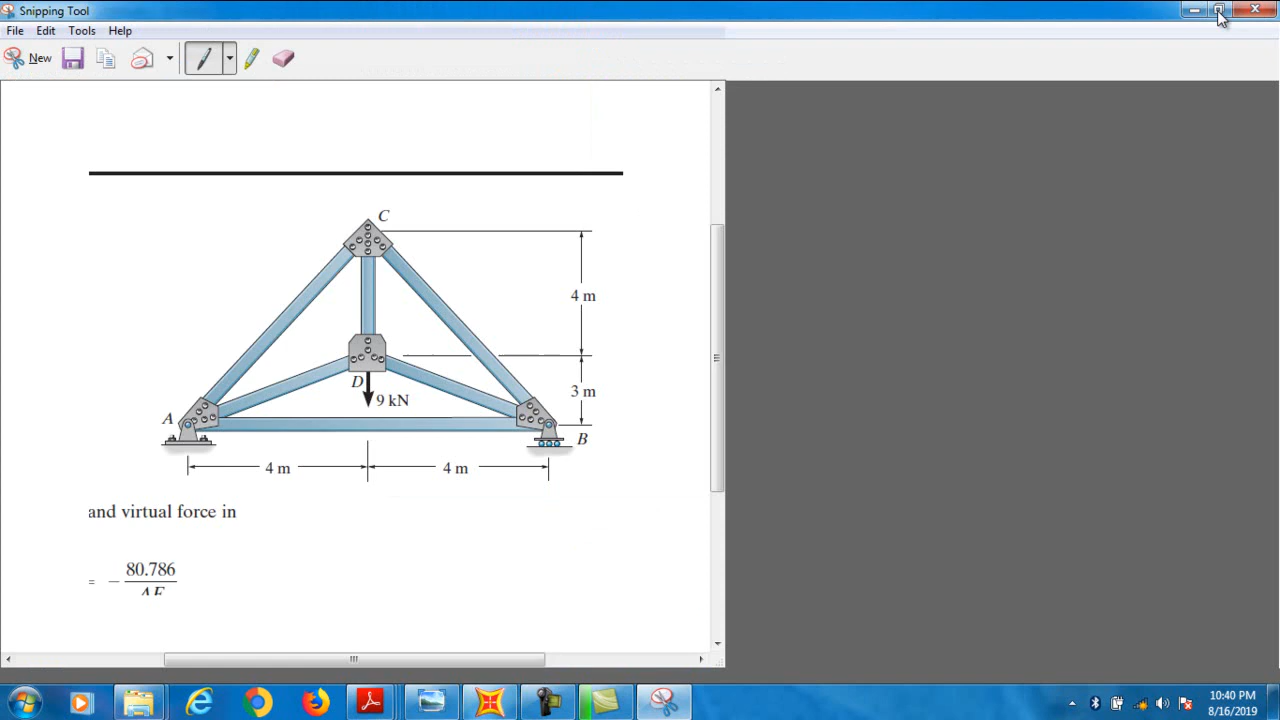 Snipping Tool
File Edit Tools Help
New
C
4 m
D
9 kN
3 m
A
B
4 m 4 m
and virtual force in
= − 80.786
AE
10:40 PM
8/16/2019